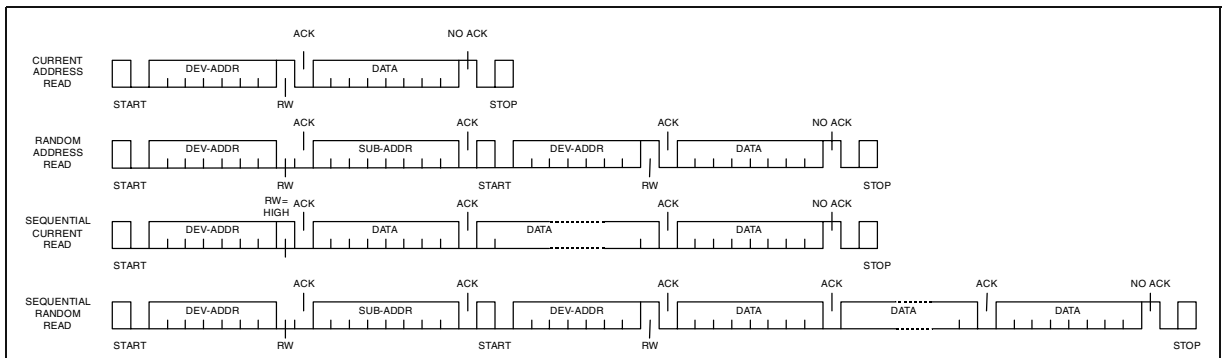 ACK NO ACK
CURRENT
ADDRESS
READ
DEV-ADDR DATA
START RW STOP
ACK ACK ACK NO ACK
RANDOM
ADDRESS
READ
DEV-ADDR SUB-ADDR DEV-ADDR DATA
START RW START RW STOP
RW=
HIGH
ACK ACK ACK NO ACK
SEQUENTIAL
CURRENT
READ
DEV-ADDR DATA DATA DATA
START STOP
ACK ACK ACK ACK ACK NO ACK
SEQUENTIAL
RANDOM
READ
DEV-ADDR SUB-ADDR DEV-ADDR DATA DATA DATA
START RW START RW STOP